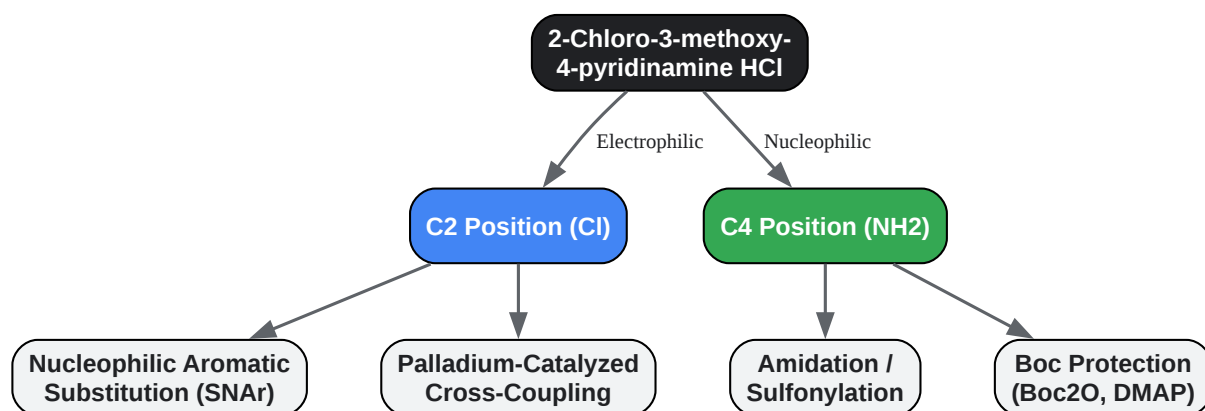 2-Chloro-3-methoxy-
4-pyridinamine HCl
Electrophilic
Nucleophilic
C2 Position (Cl)
C4 Position (NH2)
Nucleophilic Aromatic
Substitution (SNAr)
Palladium-Catalyzed
Cross-Coupling
Amidation /
Sulfonylation
Boc Protection
(Boc2O, DMAP)